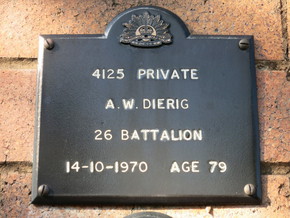 4125 PRIVATE
A. W. DIERIG
26 BATTALION
14-10-1970 AGE 79